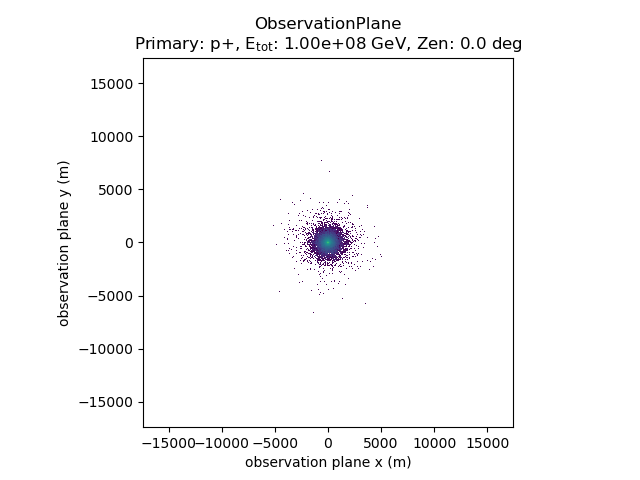 ObservationPlane
Primary: p+, E_tot: 1.00e+08 GeV, Zen: 0.0 deg
15000
10000
5000
0
−5000
−10000
−15000
observation plane y (m)
−15000 −10000 −5000 0 5000 10000 15000
observation plane x (m)